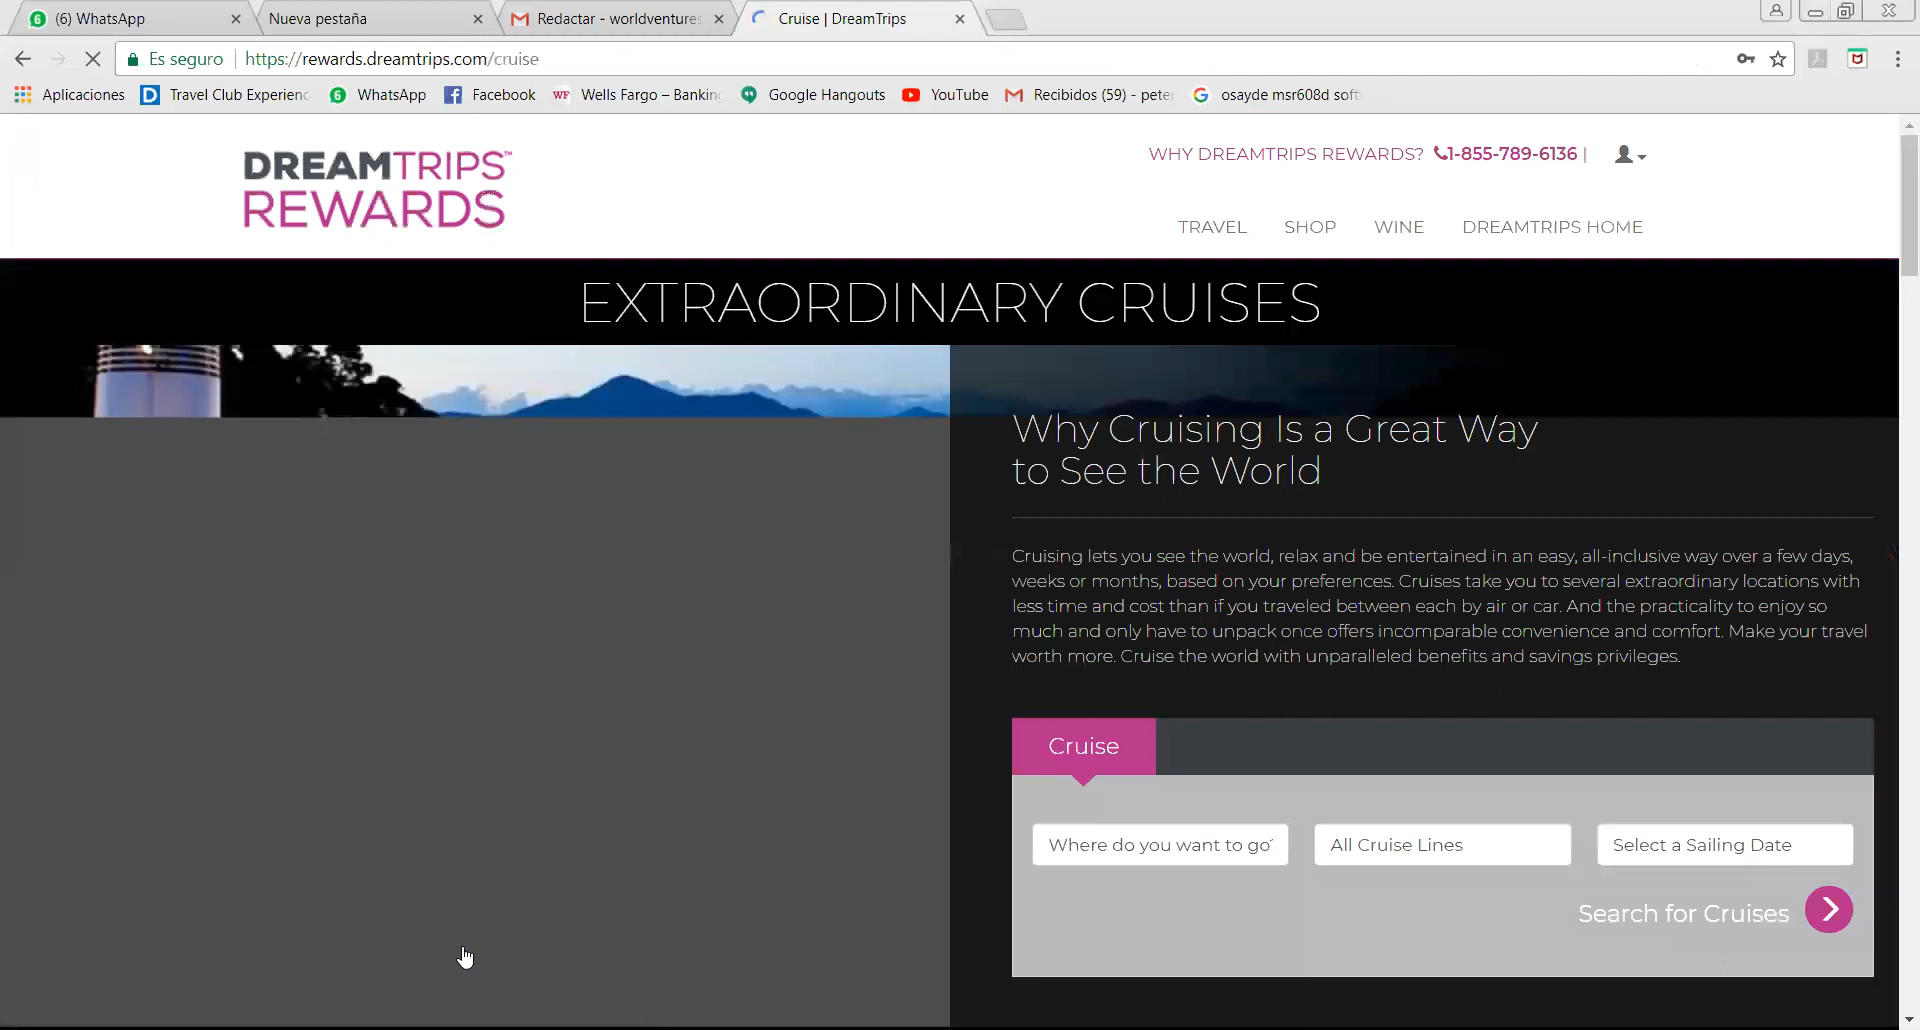 (6) WhatsApp
Nueva pestaña
Redactar - worldventures
Cruise | DreamTrips
Es seguro
https://rewards.dreamtrips.com/cruise
Aplicaciones
Travel Club Experienc
WhatsApp
Facebook
WF Wells Fargo – Banking
Google Hangouts
YouTube
Recibidos (59) - pete
osayde msr608d soft
DREAMTRIPS™
REWARDS
WHY DREAMTRIPS REWARDS? 1-855-789-6136 |
TRAVEL SHOP WINE DREAMTRIPS HOME
EXTRAORDINARY CRUISES
Why Cruising Is a Great Way
to See the World
Cruising lets you see the world, relax and be entertained in an easy, all-inclusive way over a few days,
weeks or months, based on your preferences. Cruises take you to several extraordinary locations with
less time and cost than if you traveled between each by air or car. And the practicality to enjoy so
much and only have to unpack once offers incomparable convenience and comfort. Make your travel
worth more. Cruise the world with unparalleled benefits and savings privileges.
Cruise
Where do you want to go?
All Cruise Lines
Select a Sailing Date
Search for Cruises